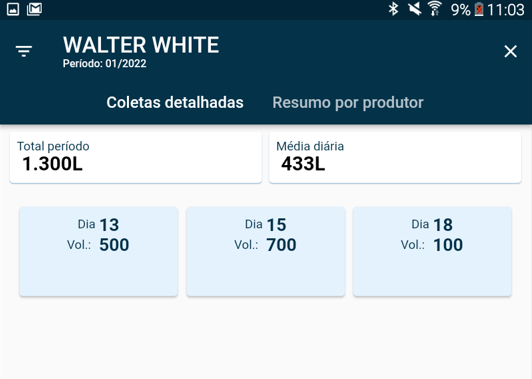 9% 11:03
WALTER WHITE
Período: 01/2022
Coletas detalhadas Resumo por produtor
Total período Média diária
1.300L 433L
Dia 13 Dia 15 Dia 18
Vol.: 500 Vol.: 700 Vol.: 100